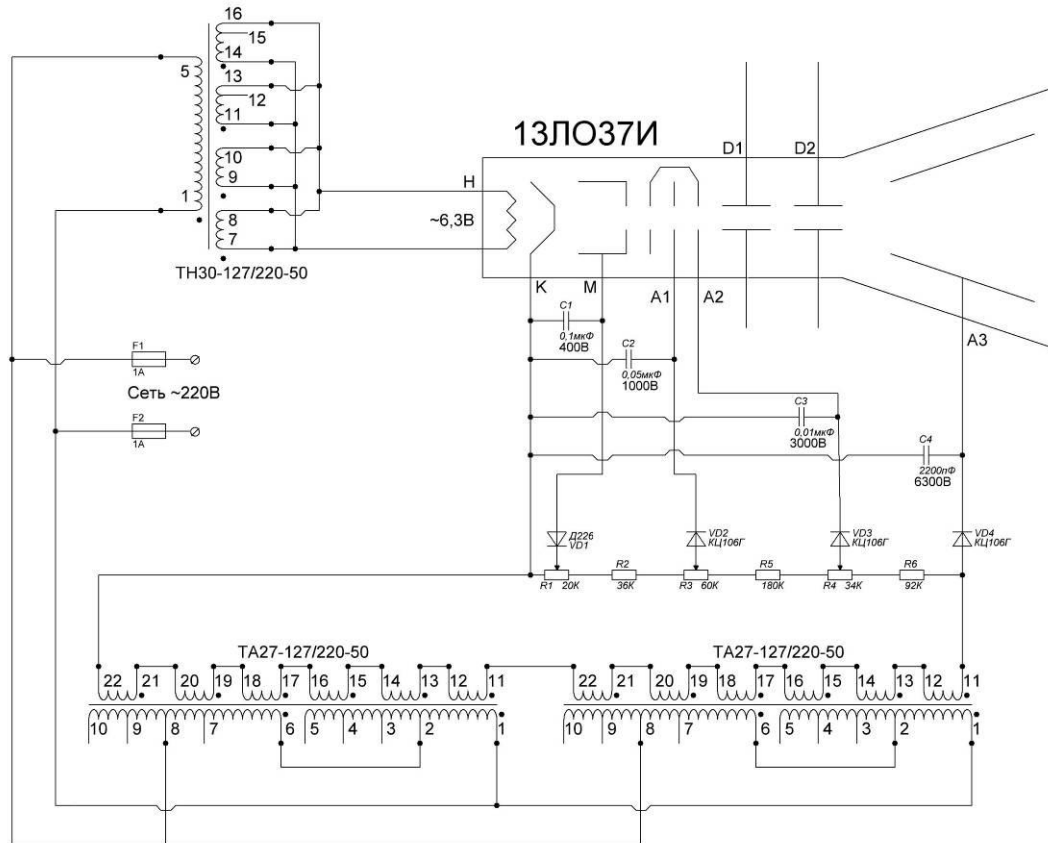 16
15
14
13
12
11
10
9
8
7
5
1
ТН30-127/220-50
13ЛО37И
D1
D2
Н
~6,3В
K
M
A1
A2
A3
C1
0,1мкФ
400В
C2
0,05мкФ
1000В
C3
0,01мкФ
3000В
C4
2200пФ
6300В
F1
1А
Сеть ~220В
F2
1А
Д226
VD1
VD2
КЦ106Г
VD3
КЦ106Г
VD4
КЦ106Г
R1 20К
R2
36К
R3 60К
R5
180К
R4 34К
R6
92К
ТА27-127/220-50
ТА27-127/220-50
22 21 20 19 18 17 16 15 14 13 12 11
22 21 20 19 18 17 16 15 14 13 12 11
10 9 8 7 6 5 4 3 2 1
10 9 8 7 6 5 4 3 2 1